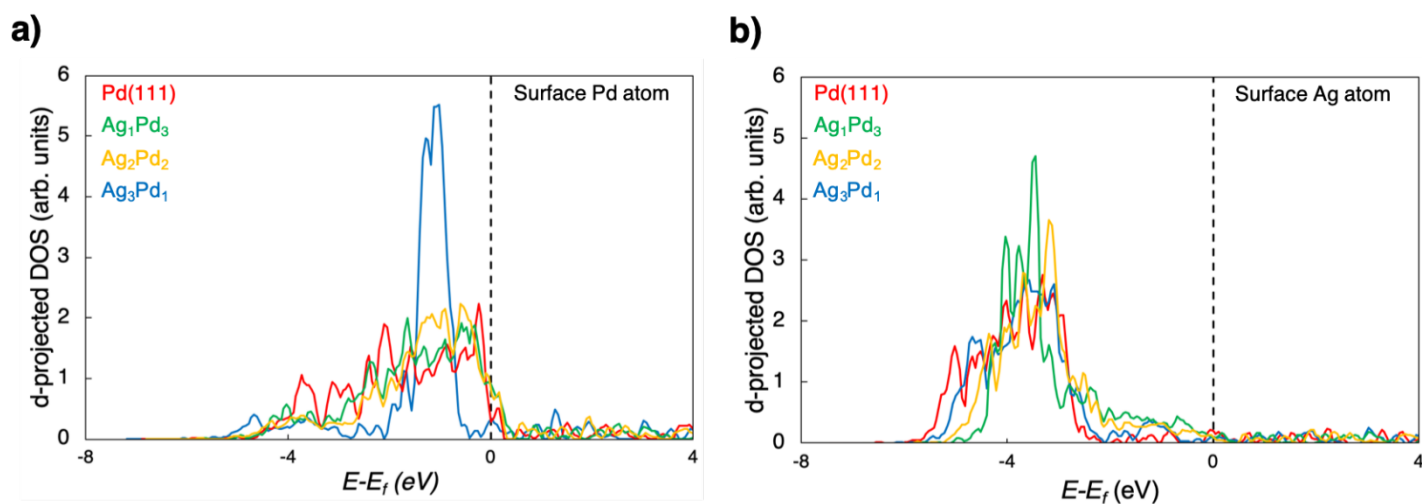 a)
6
5
4
3
2
1
0
-8
-4
0
4
d-projected DOS (arb. units)
E-E_f (eV)
Pd(111)
Ag₁Pd₃
Ag₂Pd₂
Ag₃Pd₁
Surface Pd atom
b)
6
5
4
3
2
1
0
-8
-4
0
4
d-projected DOS (arb. units)
E-E_f (eV)
Pd(111)
Ag₁Pd₃
Ag₂Pd₂
Ag₃Pd₁
Surface Ag atom